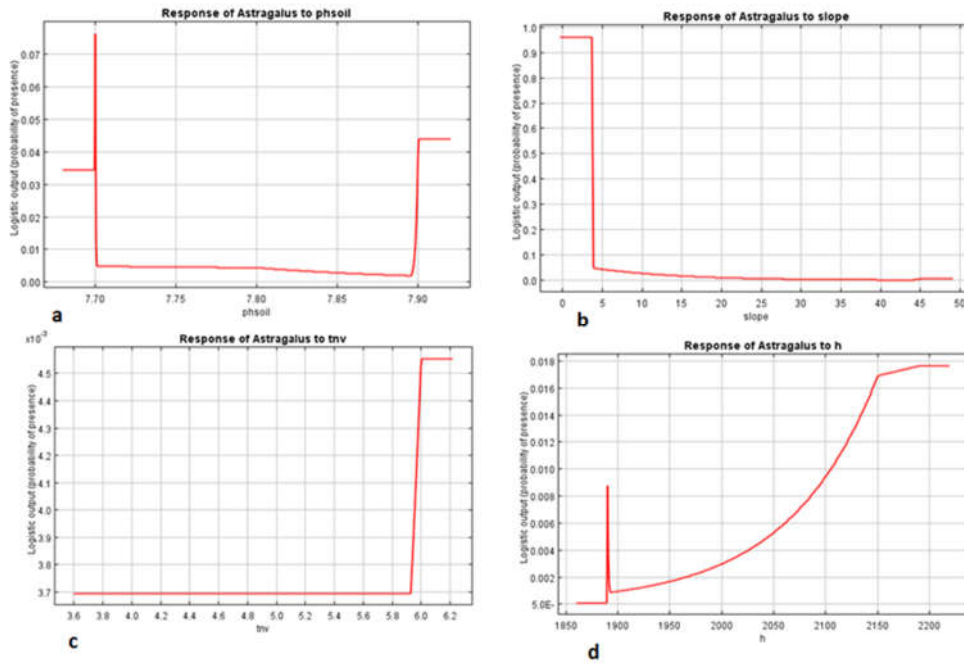 Response of Astragalus to phsoil
Logistic output (probability of presence)
0.07
0.06
0.05
0.04
0.03
0.02
0.01
0.00
7.70 7.75 7.80 7.85 7.90
phsoil
a
Response of Astragalus to slope
Logistic output (probability of presence)
1.0
0.9
0.8
0.7
0.6
0.5
0.4
0.3
0.2
0.1
0.0
0 5 10 15 20 25 30 35 40 45 50
slope
b
Response of Astragalus to tnv
x10⁻³
Logistic output (probability of presence)
4.5
4.4
4.3
4.2
4.1
4.0
3.9
3.8
3.7
3.6 3.8 4.0 4.2 4.4 4.6 4.8 5.0 5.2 5.4 5.6 5.8 6.0 6.2
tnv
c
Response of Astragalus to h
Logistic output (probability of presence)
0.018
0.016
0.014
0.012
0.010
0.008
0.006
0.004
0.002
5.0E-
1850 1900 1950 2000 2050 2100 2150 2200
h
d